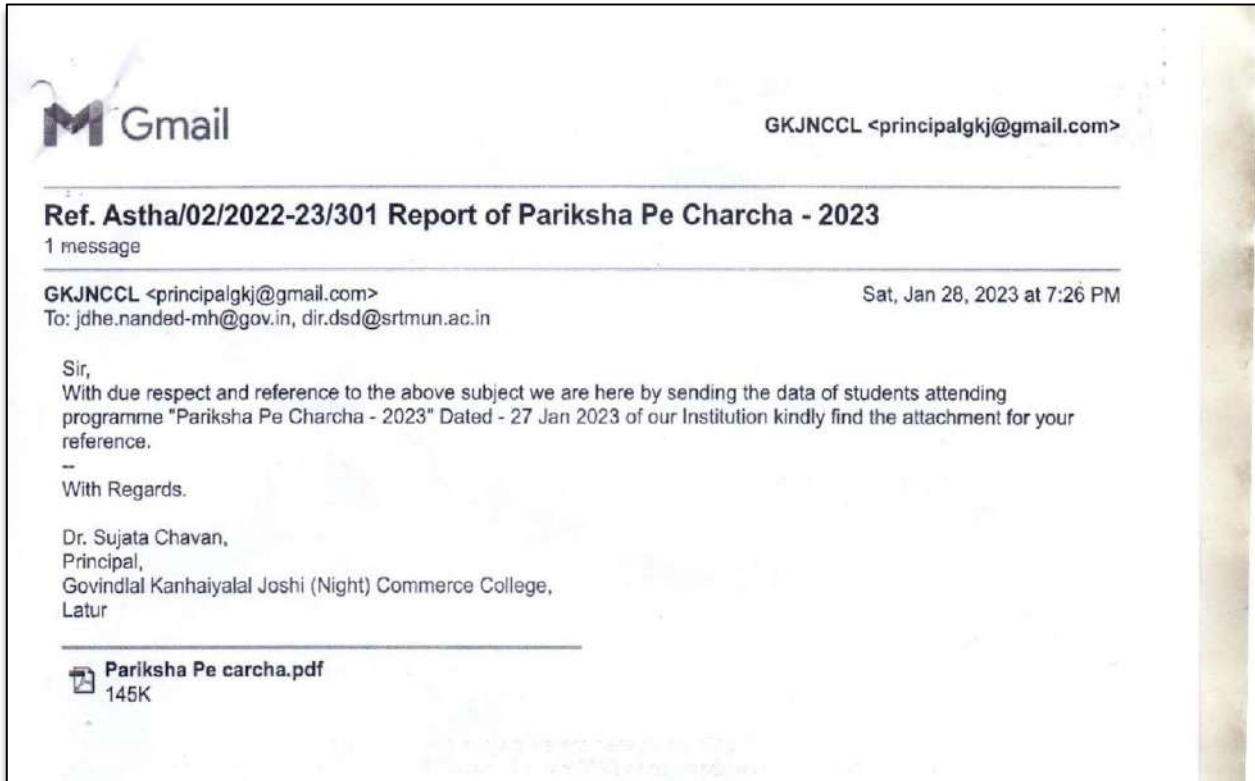 Gmail
GKJNCCL <principalgkj@gmail.com>
Ref. Astha/02/2022-23/301 Report of Pariksha Pe Charcha - 2023
1 message
GKJNCCL <principalgkj@gmail.com>
Sat, Jan 28, 2023 at 7:26 PM
To: jdhe.nanded-mh@gov.in, dir.dsd@srtmun.ac.in
Sir,
With due respect and reference to the above subject we are here by sending the data of students attending
programme "Pariksha Pe Charcha - 2023" Dated - 27 Jan 2023 of our Institution kindly find the attachment for your
reference.
--
With Regards.
Dr. Sujata Chavan,
Principal,
Govindlal Kanhaiyalal Joshi (Night) Commerce College,
Latur
Pariksha Pe carcha.pdf
145K